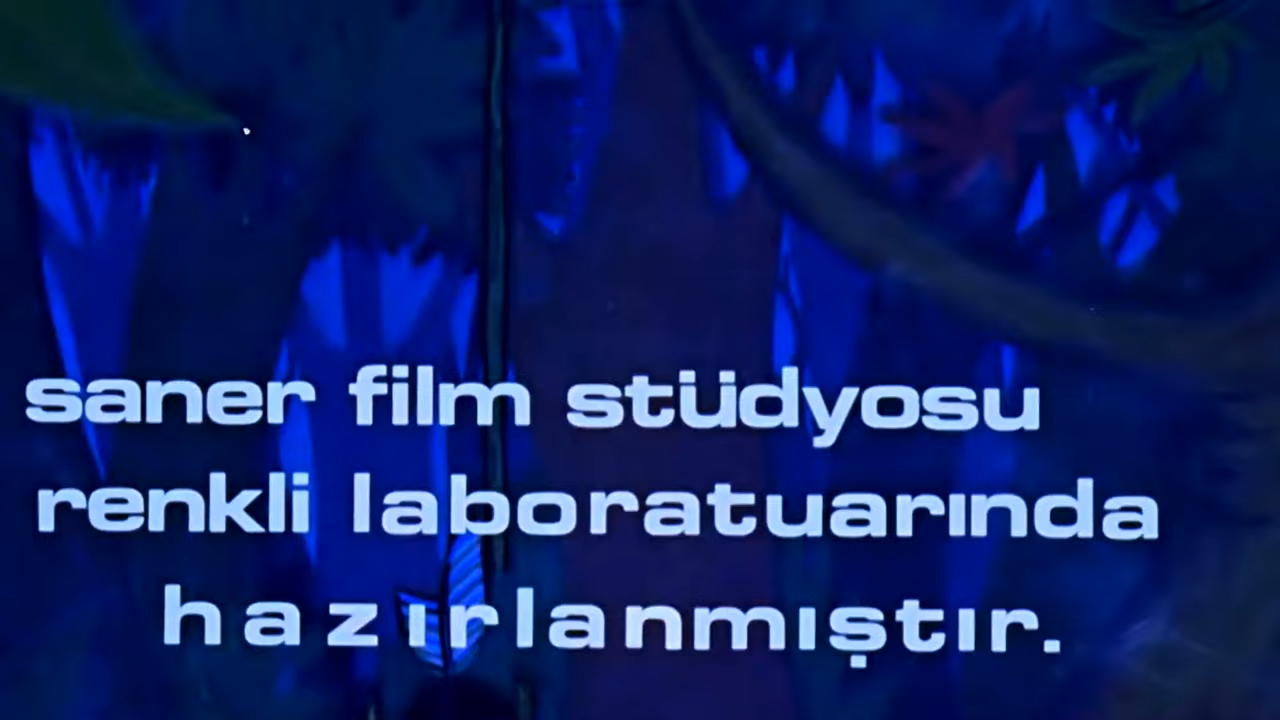 saner film stüdyosu
renkli laboratuarında
hazırlanmıştır.